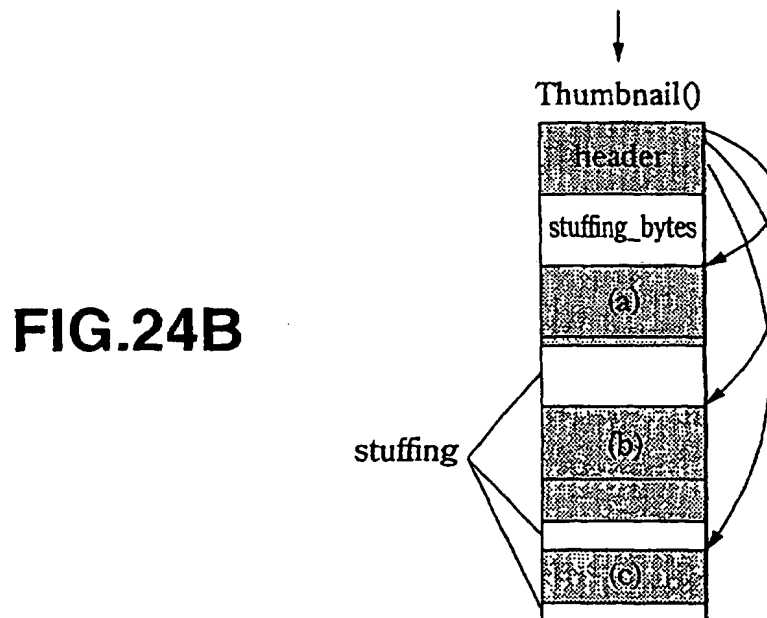 Thumbnail()
header
stuffing_bytes
(a)
FIG.24B
(b)
stuffing
(c)